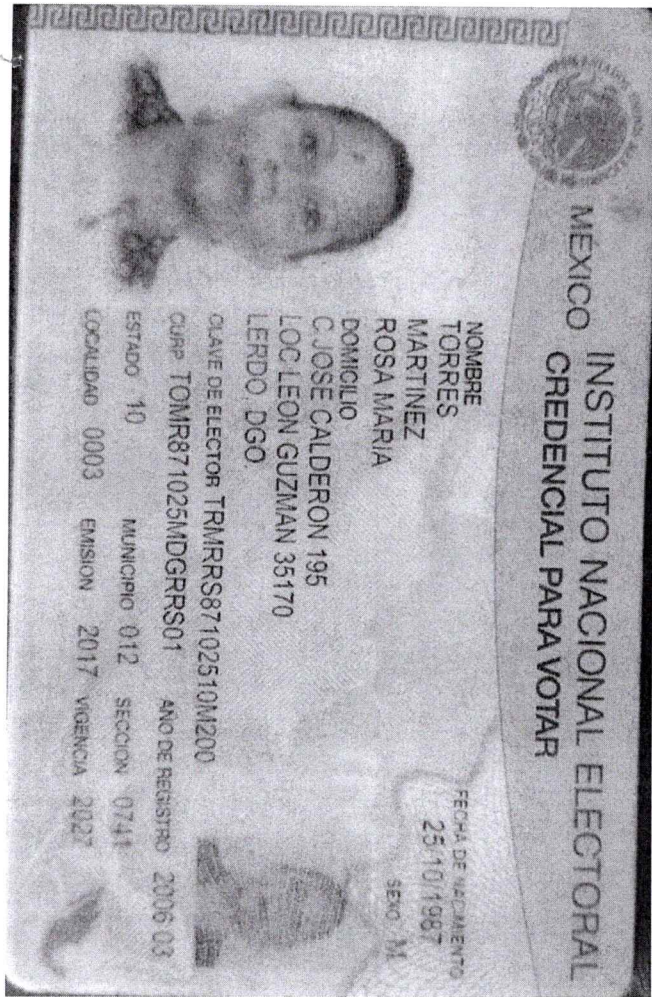 MÉXICO INSTITUTO NACIONAL ELECTORAL
CREDENCIAL PARA VOTAR
NOMBRE
TORRES
MARTINEZ
ROSA MARIA
FECHA DE NACIMIENTO
25/10/1987
SEXO M
DOMICILIO
C JOSE CALDERON 195
LOC LEON GUZMAN 35170
LERDO, DGO.
CLAVE DE ELECTOR TRMRRS87102510M200
CURP TOMR871025MDGRRS01 AÑO DE REGISTRO 2006 03
ESTADO 10 MUNICIPIO 012 SECCION 0741
LOCALIDAD 0003 EMISION 2017 VIGENCIA 2027